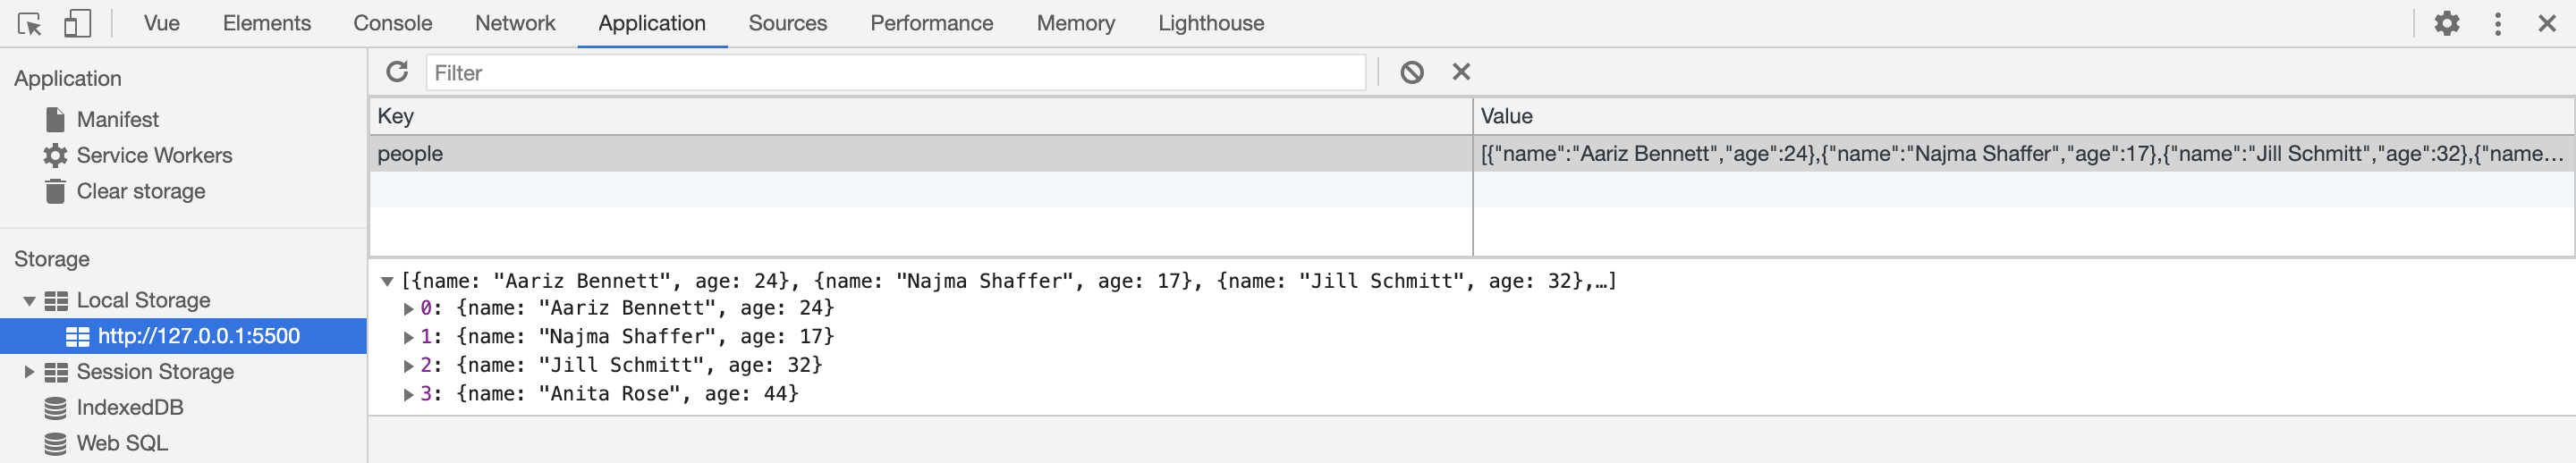 Vue Elements Console Network Application Sources Performance Memory Lighthouse
Application
Manifest
Service Workers
Clear storage
Storage
Local Storage
http://127.0.0.1:5500
Session Storage
IndexedDB
Web SQL
Filter
Key Value
people [{"name":"Aariz Bennett","age":24},{"name":"Najma Shaffer","age":17},{"name":"Jill Schmitt","age":32},{"name…
[{name: "Aariz Bennett", age: 24}, {name: "Najma Shaffer", age: 17}, {name: "Jill Schmitt", age: 32},…]
0: {name: "Aariz Bennett", age: 24}
1: {name: "Najma Shaffer", age: 17}
2: {name: "Jill Schmitt", age: 32}
3: {name: "Anita Rose", age: 44}